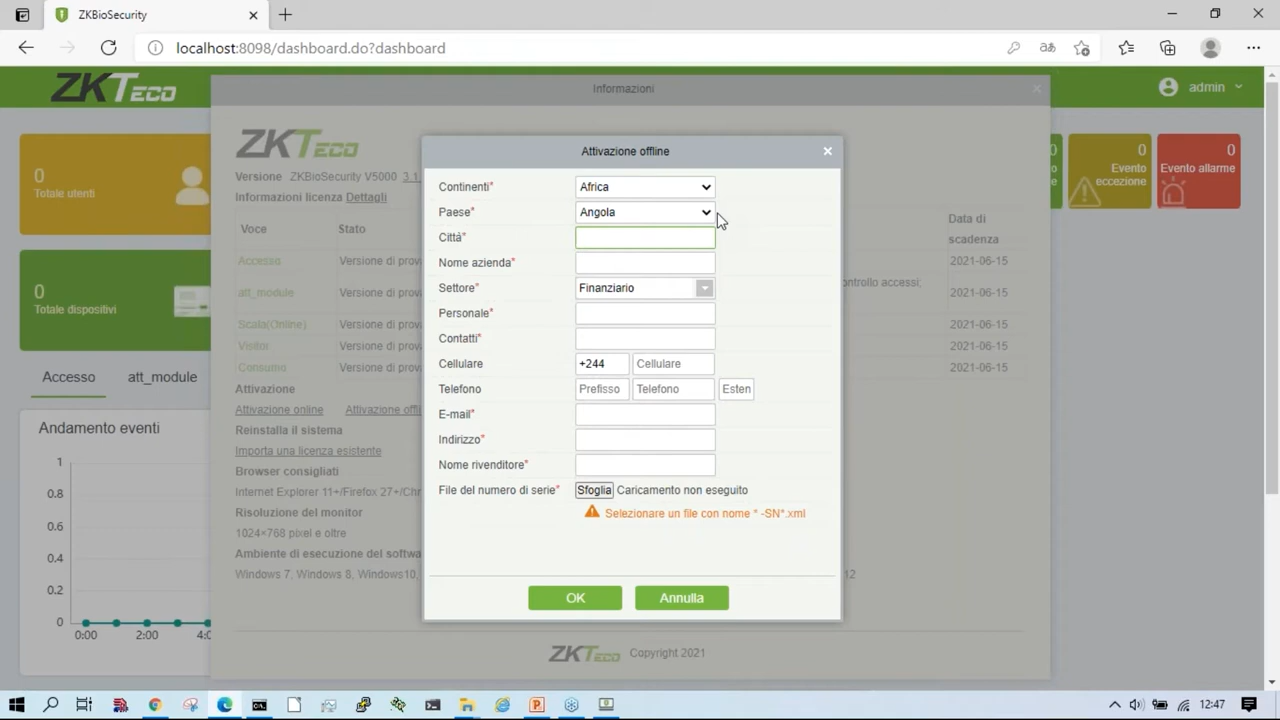 ZKBioSecurity
localhost:8098/dashboard.do?dashboard
ZKTeco
admin
Informazioni
0
Totale utenti
0
Evento eccezione
0
Evento allarme
0
Totale dispositivi
Accesso
att_module
Andamento eventi
1
0.8
0.6
0.4
0.2
0
0:00
2:00
ZKTeco
Versione ZKBioSecurity V5000 3.1
Informazioni licenza Dettagli
Voce
Stato
Data di scadenza
Accesso
Versione di
2021-06-15
att_module
Versione di
ontrollo accessi;
2021-06-15
Scala(Online)
Versione di
2021-06-15
Visitor
Versione di
2021-06-15
Consumo
Versione di
2021-06-15
Attivazione
Attivazione online
Attivazione
Reinstalla il sistema
Importa una licenza esistente
Browser consigliati
Internet Explorer 11+/Firefox 27+/
Risoluzione del monitor
1024×768 pixel e oltre
Ambiente di esecuzione del
Windows 7, Windows 8, Windows10,
12
ZKTeco Copyright 2021
Attivazione offline
Continenti* Africa
Paese* Angola
Città*
Nome azienda*
Settore* Finanziario
Personale*
Contatti*
Cellulare +244 Cellulare
Telefono Prefisso Telefono Esten
E-mail*
Indirizzo*
Nome rivenditore*
File del numero di serie* Sfoglia Caricamento non eseguito
Selezionare un file con nome * -SN*.xml
OK
Annulla
12:47